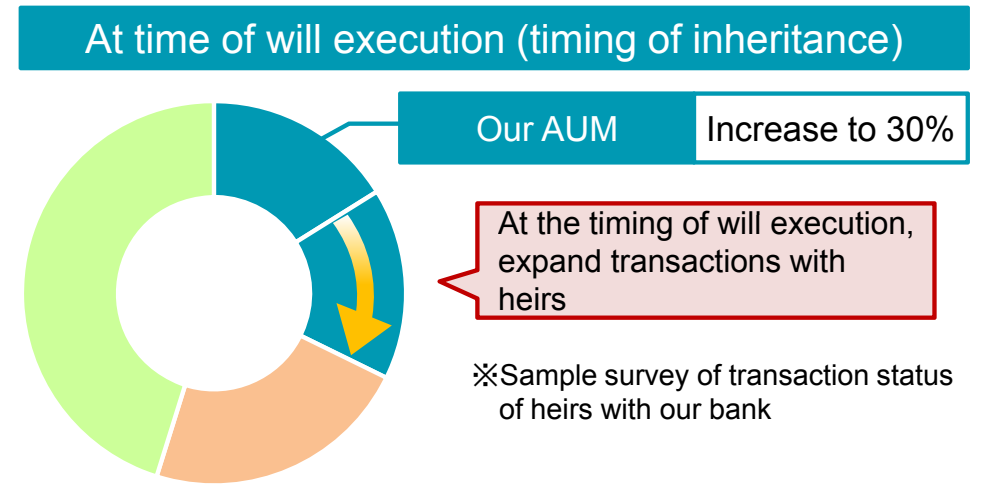 At time of will execution (timing of inheritance)
Our AUM
Increase to 30%
At the timing of will execution,
expand transactions with
heirs
※Sample survey of transaction status
of heirs with our bank